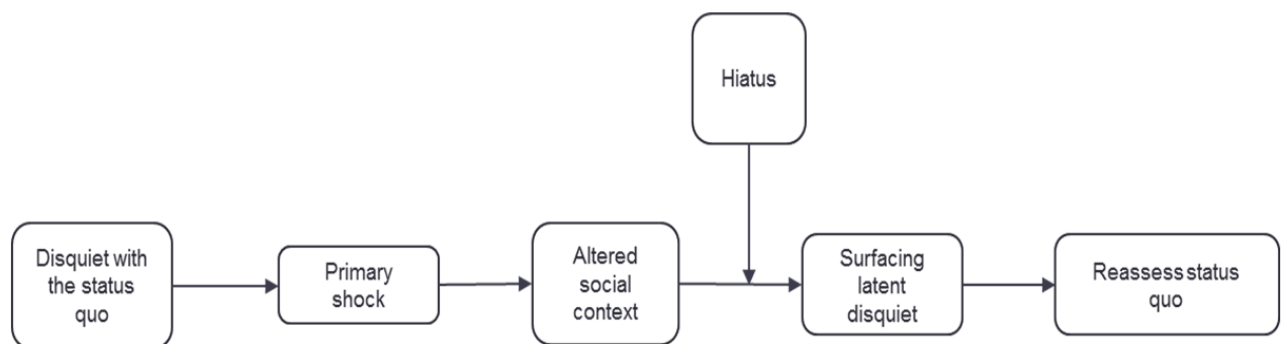 Hiatus
Disquiet with
the status
quo
Primary
shock
Altered
social
context
Surfacing
latent
disquiet
Reassess status
quo